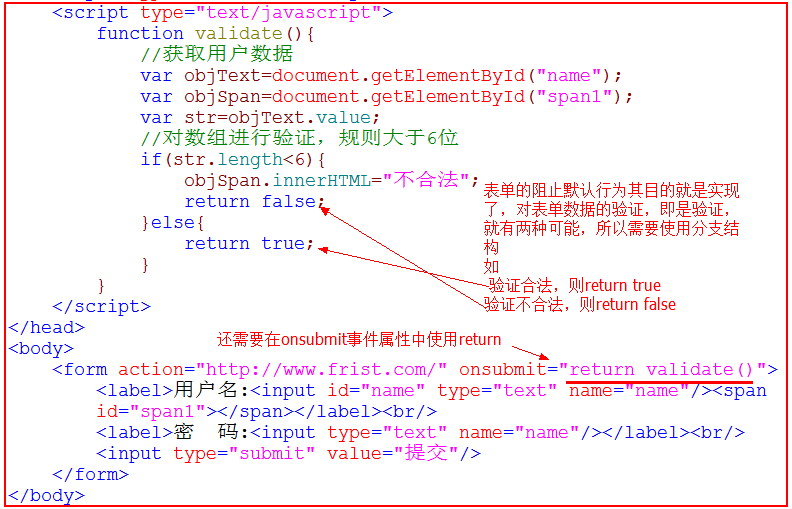 <script type="text/javascript">
function validate(){
//获取用户数据
var objText=document.getElementById("name");
var objSpan=document.getElementById("span1");
var str=objText.value;
//对数组进行验证，规则大于6位
if(str.length<6){
objSpan.innerHTML="不合法";
return false;
}else{
return true;
}
}
</script>
表单的阻止默认行为其目的就是实现
了，对表单数据的验证，即是验证，
就有两种可能，所以需要使用分支结
构
如
验证合法，则return true
验证不合法，则return false
</head>
还需要在onsubmit事件属性中使用return
<body>
<form action="http://www.frist.com/" onsubmit="return validate()">
<label>用户名:<input id="name" type="text" name="name"/><span
id="span1"></span></label><br/>
<label>密  码:<input type="text" name="name"/></label><br/>
<input type="submit" value="提交"/>
</form>
</body>